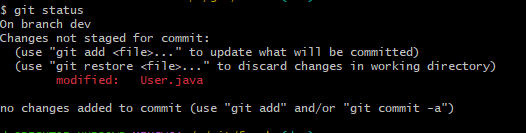 $ git status
On branch dev
Changes not staged for commit:
  (use "git add <file>..." to update what will be committed)
  (use "git restore <file>..." to discard changes in working directory)
        modified:   User.java

no changes added to commit (use "git add" and/or "git commit -a")